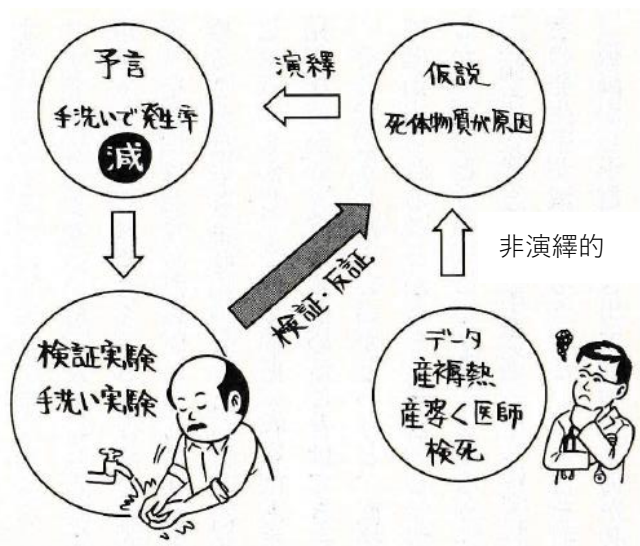 予言
手洗いで発生率
減
演繹
仮説
死体物質が原因
非演繹的
検証・反証
検証実験
手洗い実験
データ
産褥熱
産婆く医師
検死